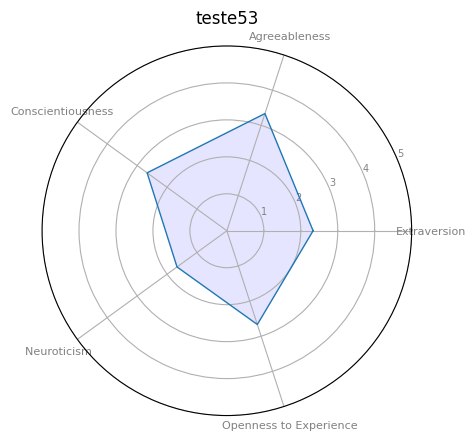 teste53
Agreeableness
Conscientiousness
5
4
3
2
1
Extraversion
Neuroticism
Openness to Experience